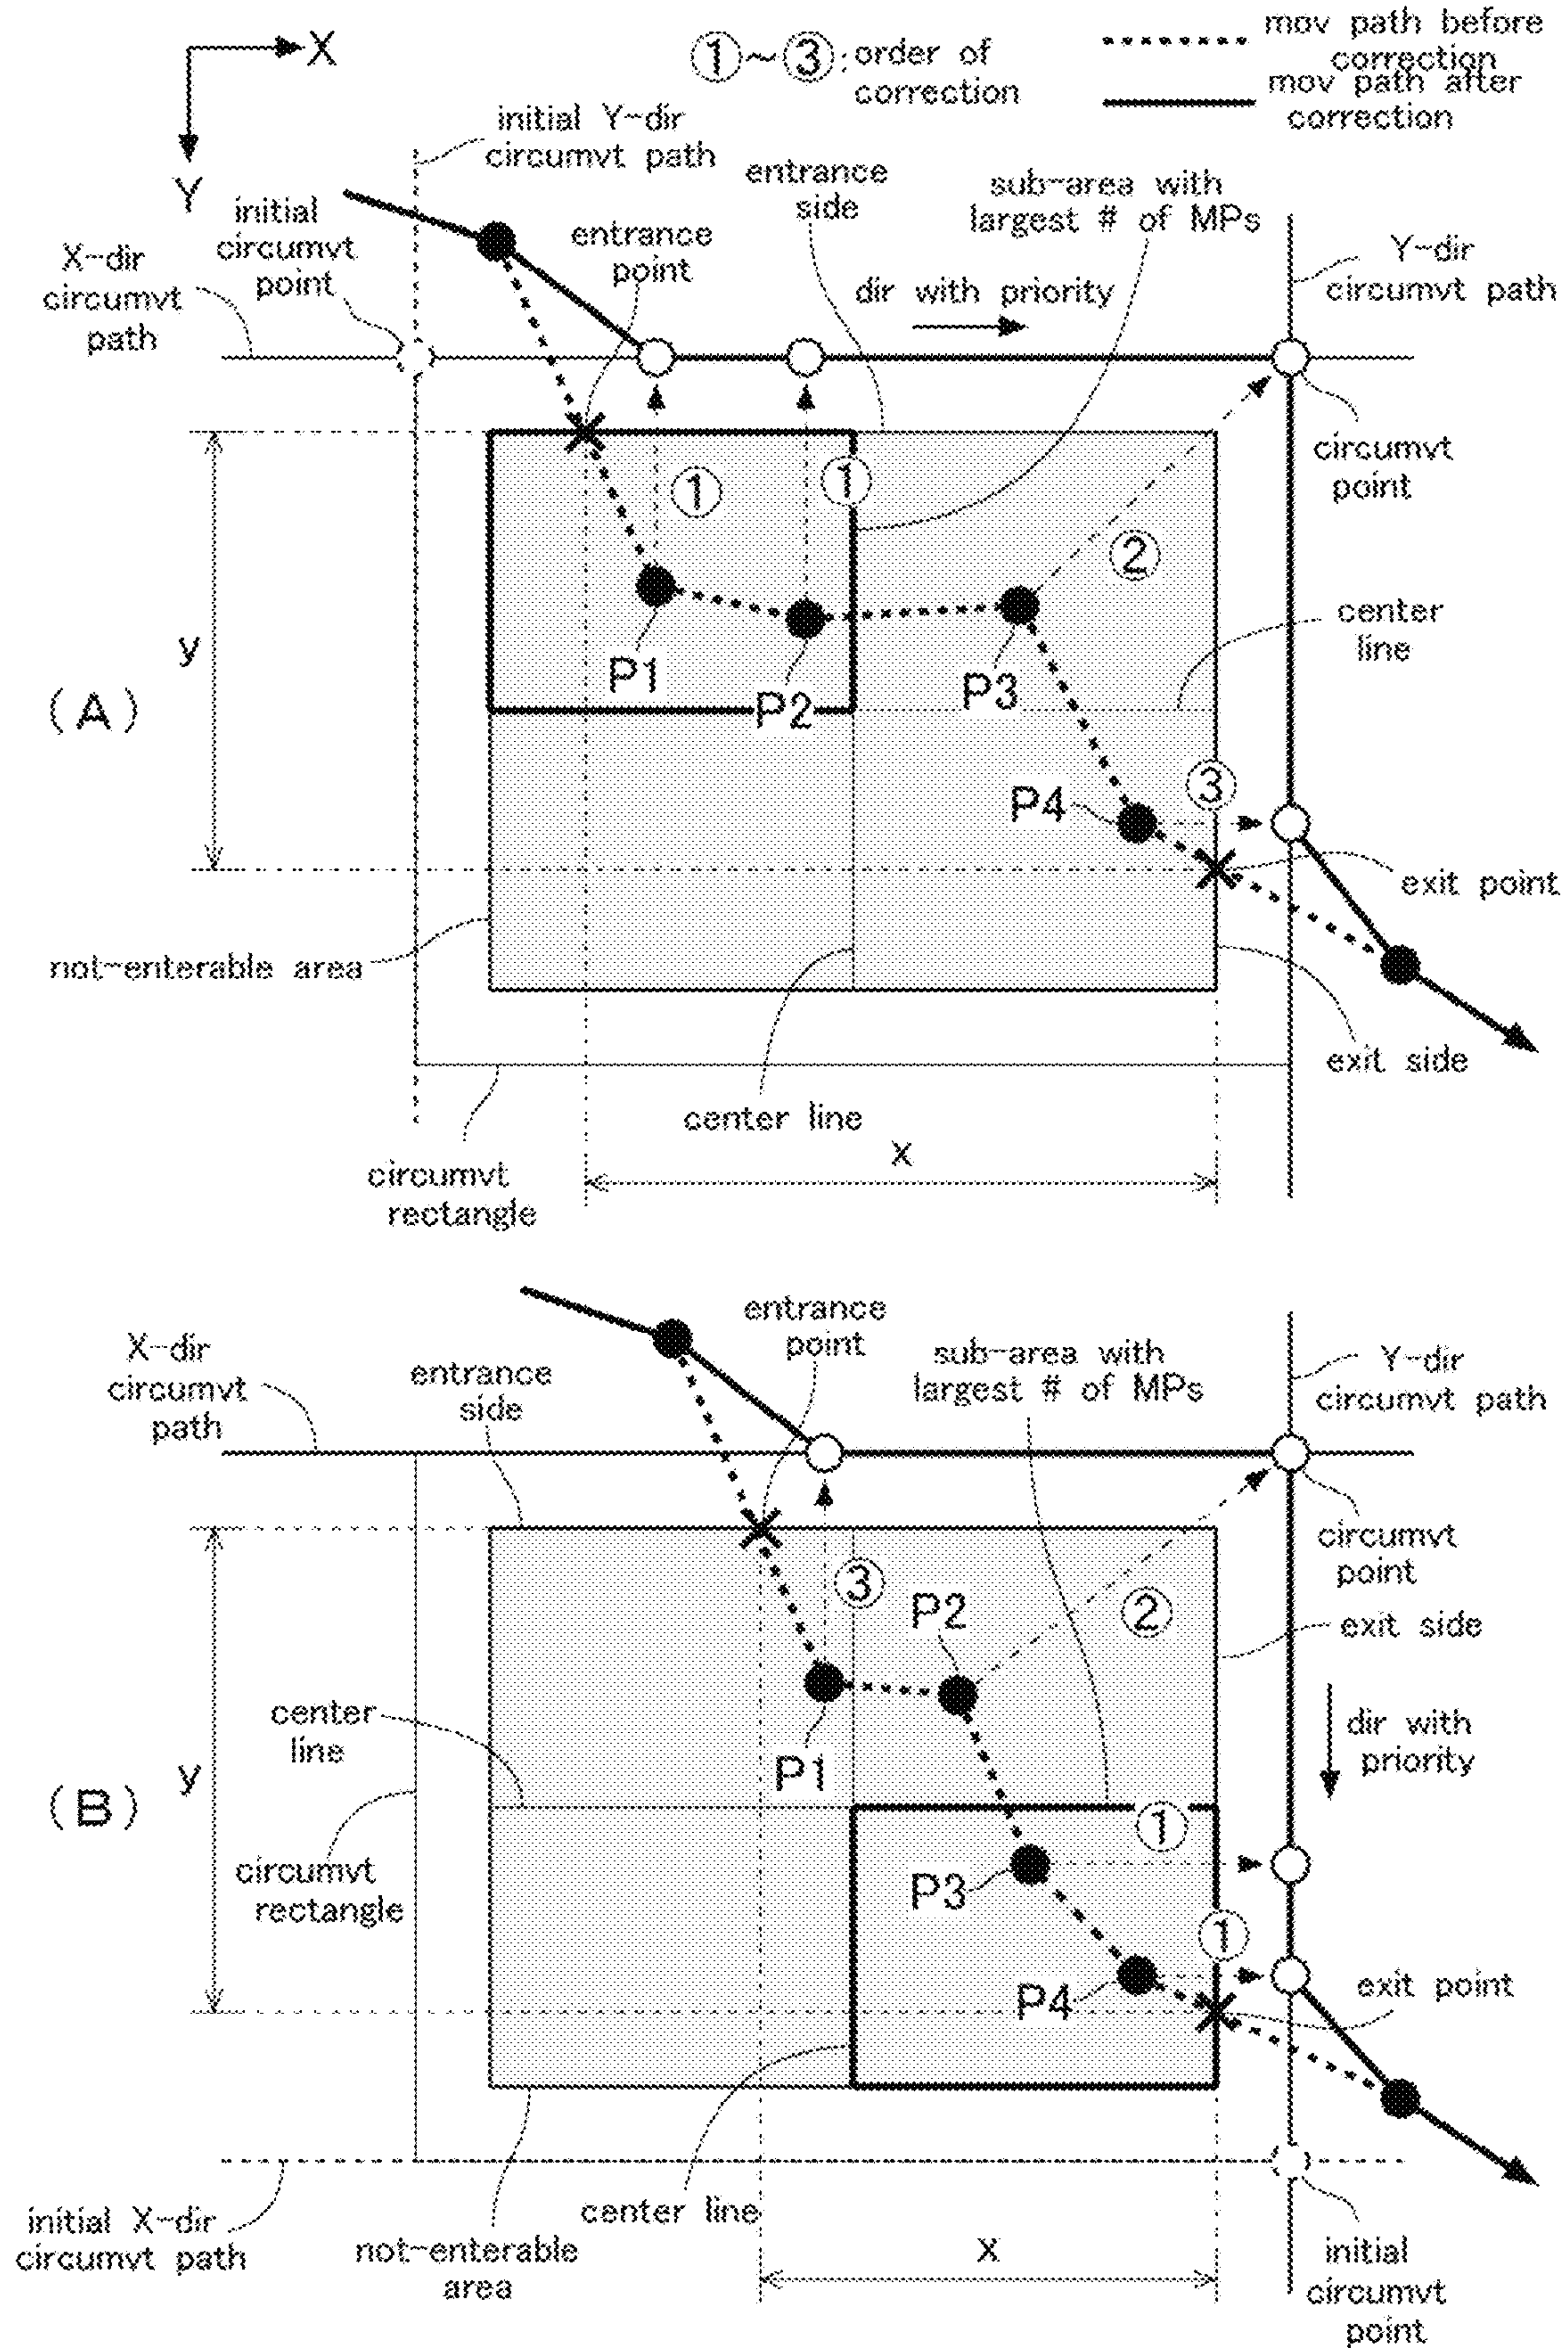 X
Y
①~③:order of
correction
mov path before
correction
mov path after
correction
initial Y-dir
circumvt path
entrance
side
sub-area with
largest # of MPs
initial
circumvt
point
entrance
point
X-dir
circumvt
path
dir with priority
Y-dir
circumvt path
circumvt
point
①
①
②
center
line
y
P1
P2
P3
(A)
P4
③
exit point
not-enterable area
exit side
center line
x
circumvt
rectangle
entrance
point
X-dir
circumvt
path
entrance
side
sub-area with
largest # of MPs
Y-dir
circumvt path
circumvt
point
③
P2
②
exit side
center
line
P1
dir with
priority
y
(B)
①
circumvt
rectangle
P3
①
P4
exit point
initial X-dir
circumvt path
center line
not-enterable
area
x
initial
circumvt
point